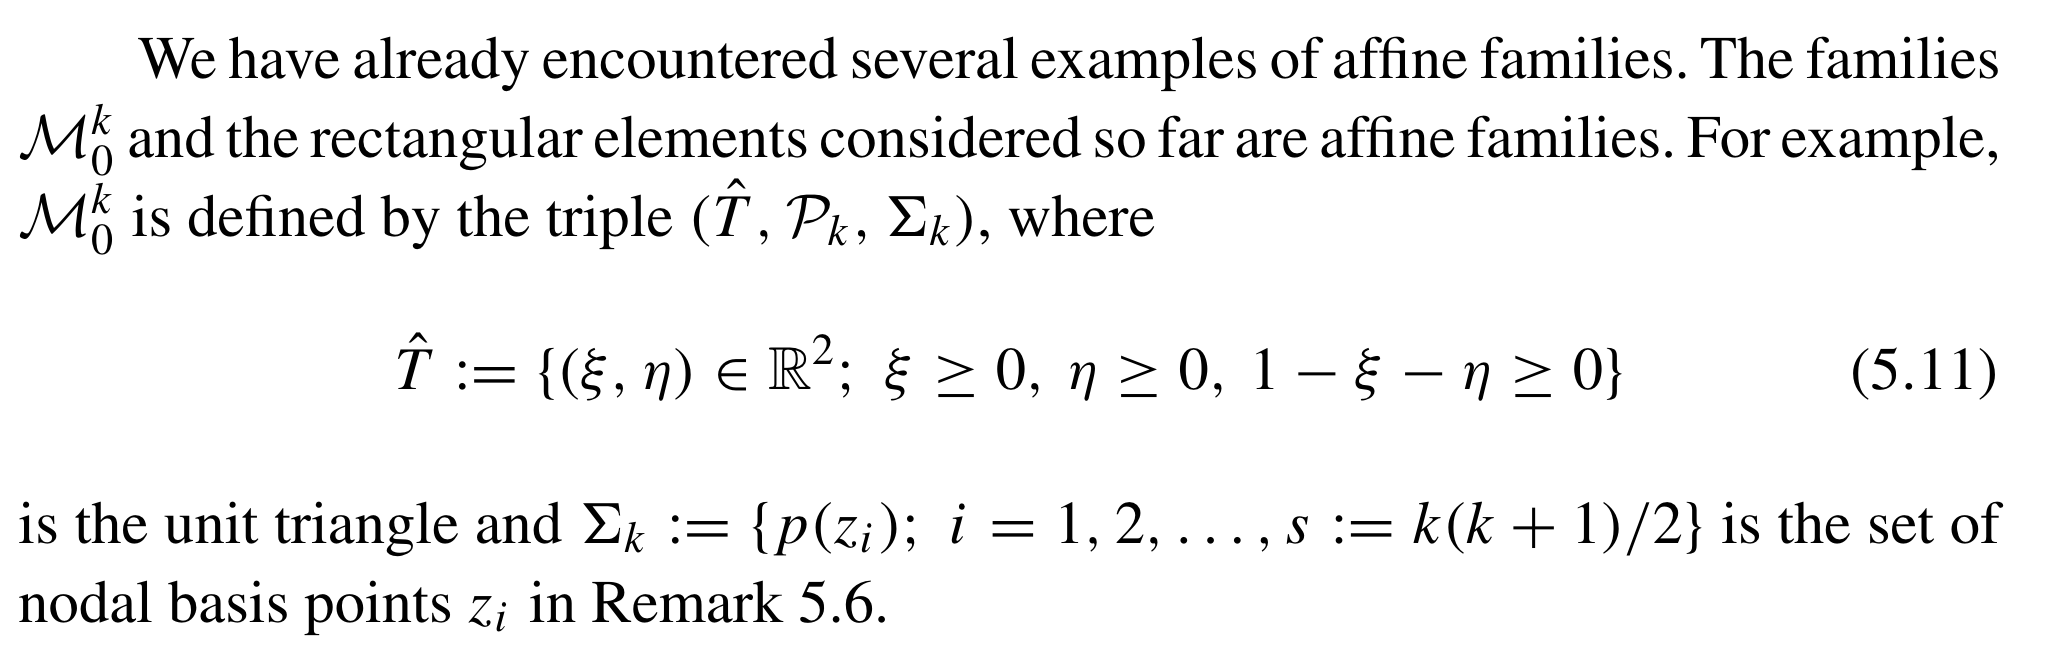 We have already encountered several examples of affine families. The families
$\mathcal{M}_0^k$ and the rectangular elements considered so far are affine families. For example,
$\mathcal{M}_0^k$ is defined by the triple $(\hat{T}, \mathcal{P}_k, \Sigma_k)$, where
$\hat{T} := \{(\xi, \eta) \in \mathbb{R}^2;\ \xi \geq 0,\ \eta \geq 0,\ 1 - \xi - \eta \geq 0\}$ (5.11)
is the unit triangle and $\Sigma_k := \{p(z_i);\ i = 1, 2, \ldots, s := k(k + 1)/2\}$ is the set of
nodal basis points $z_i$ in Remark 5.6.